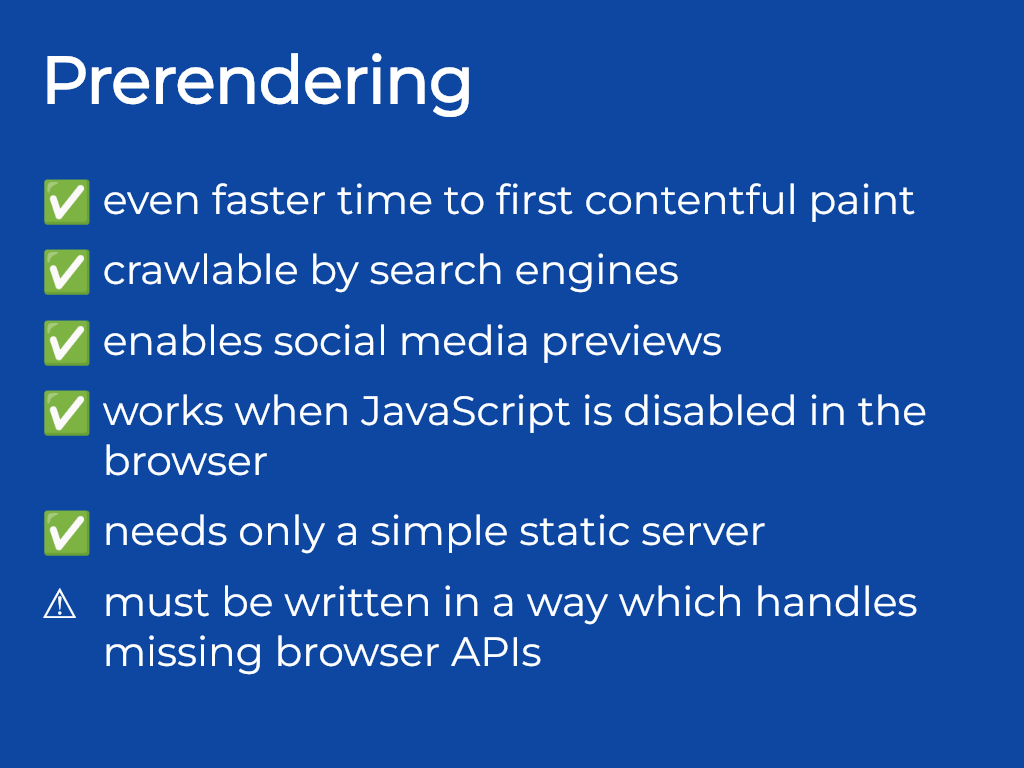 Prerendering
✅ even faster time to first contentful paint
✅ crawlable by search engines
✅ enables social media previews
✅ works when JavaScript is disabled in the
browser
✅ needs only a simple static server
⚠ must be written in a way which handles
missing browser APIs